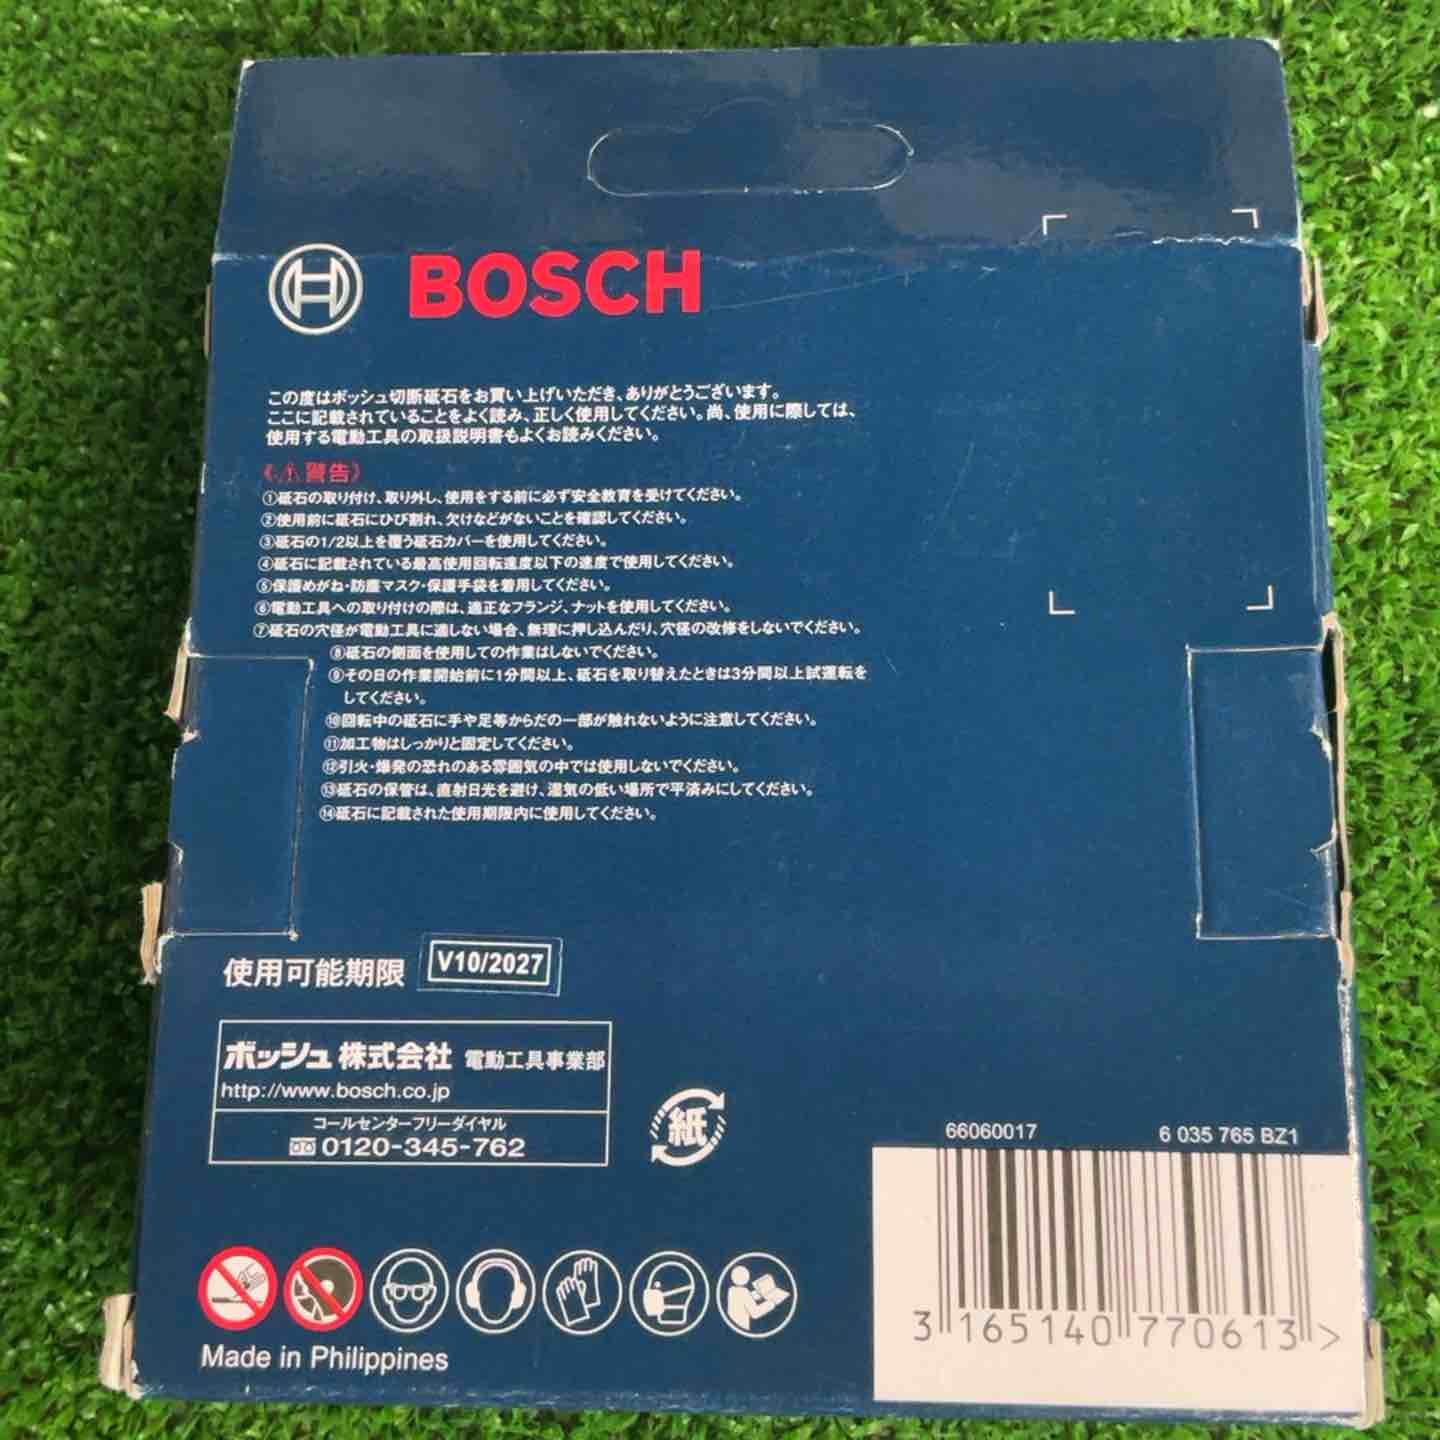 BOSCH
この度はボッシュ切断砥石をお買い上げいただき、ありがとうございます。
ここに記載されていることをよく読み、正しく使用してください。尚、使用に際しては、
使用する電動工具の取扱説明書もよくお読みください。
《⚠警告》
①砥石の取り付け、取り外し、使用をする前に必ず安全教育を受けてください。
②使用前に砥石にひび割れ、欠けなどがないことを確認してください。
③砥石の1/2以上を覆う砥石カバーを使用してください。
④砥石に記載されている最高使用回転速度以下の速度で使用してください。
⑤保護めがね・防塵マスク・保護手袋を着用してください。
⑥電動工具への取り付けの際は、適正なフランジ、ナットを使用してください。
⑦砥石の穴径が電動工具に適しない場合、無理に押し込んだり、穴径の改修をしないでください。
⑧砥石の側面を使用しての作業はしないでください。
⑨その日の作業開始前に1分間以上、砥石を取り替えたときは3分間以上試運転を
してください。
⑩回転中の砥石に手や足等からだの一部が触れないように注意してください。
⑪加工物はしっかりと固定してください。
⑫引火・爆発の恐れのある雰囲気の中では使用しないでください。
⑬砥石の保管は、直射日光を避け、湿気の低い場所で平済みにしてください。
⑭砥石に記載された使用期限内に使用してください。
使用可能期限 V10/2027
ボッシュ 株式会社 電動工具事業部
http://www.bosch.co.jp
コールセンターフリーダイヤル
0120-345-762
紙
66060017 6 035 765 BZ1
3 165140 770613 >
Made in Philippines